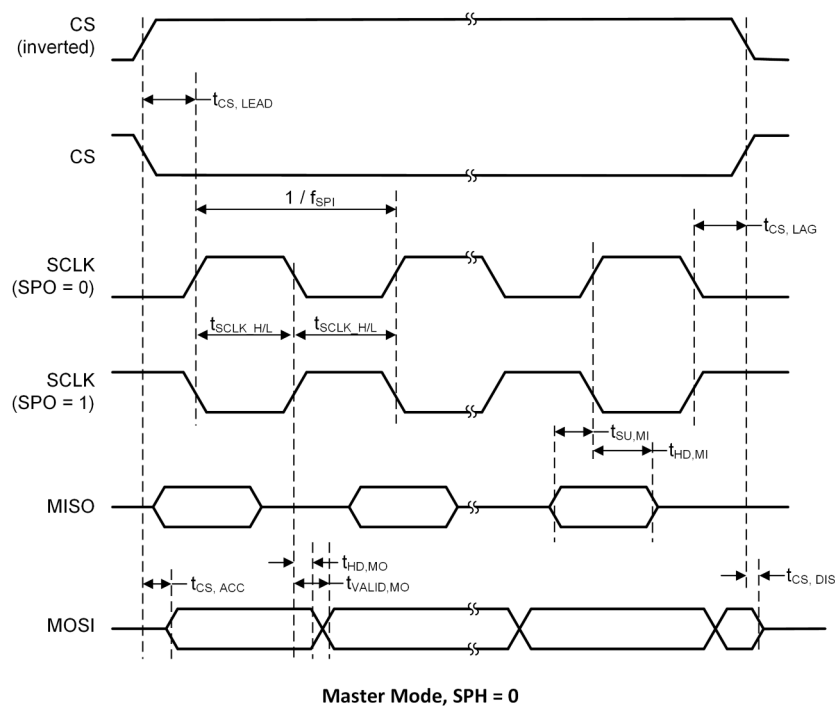 CS
(inverted)
tCS, LEAD
CS
1 / fSPI
tCS, LAG
SCLK
(SPO = 0)
tSCLK_H/L
tSCLK_H/L
SCLK
(SPO = 1)
tSU,MI
tHD,MI
MISO
tHD,MO
tVALID,MO
tCS, ACC
tCS, DIS
MOSI
Master Mode, SPH = 0